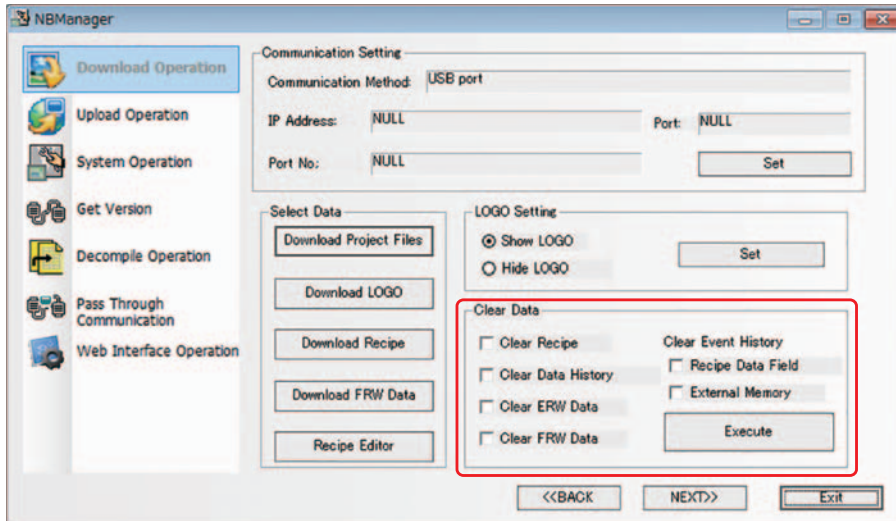 NBManager
Download Operation
Upload Operation
System Operation
Get Version
Decompile Operation
Pass Through
Communication
Web Interface Operation
Communication Setting
Communication Method: USB port
IP Address: NULL Port: NULL
Port No.: NULL Set
Select Data
Download Project Files
Download LOGO
Download Recipe
Download FRW Data
Recipe Editor
LOGO Setting
Show LOGO
Hide LOGO
Set
Clear Data
Clear Recipe
Clear Data History
Clear ERW Data
Clear FRW Data
Clear Event History
Recipe Data Field
External Memory
Execute
<<BACK NEXT>> Exit